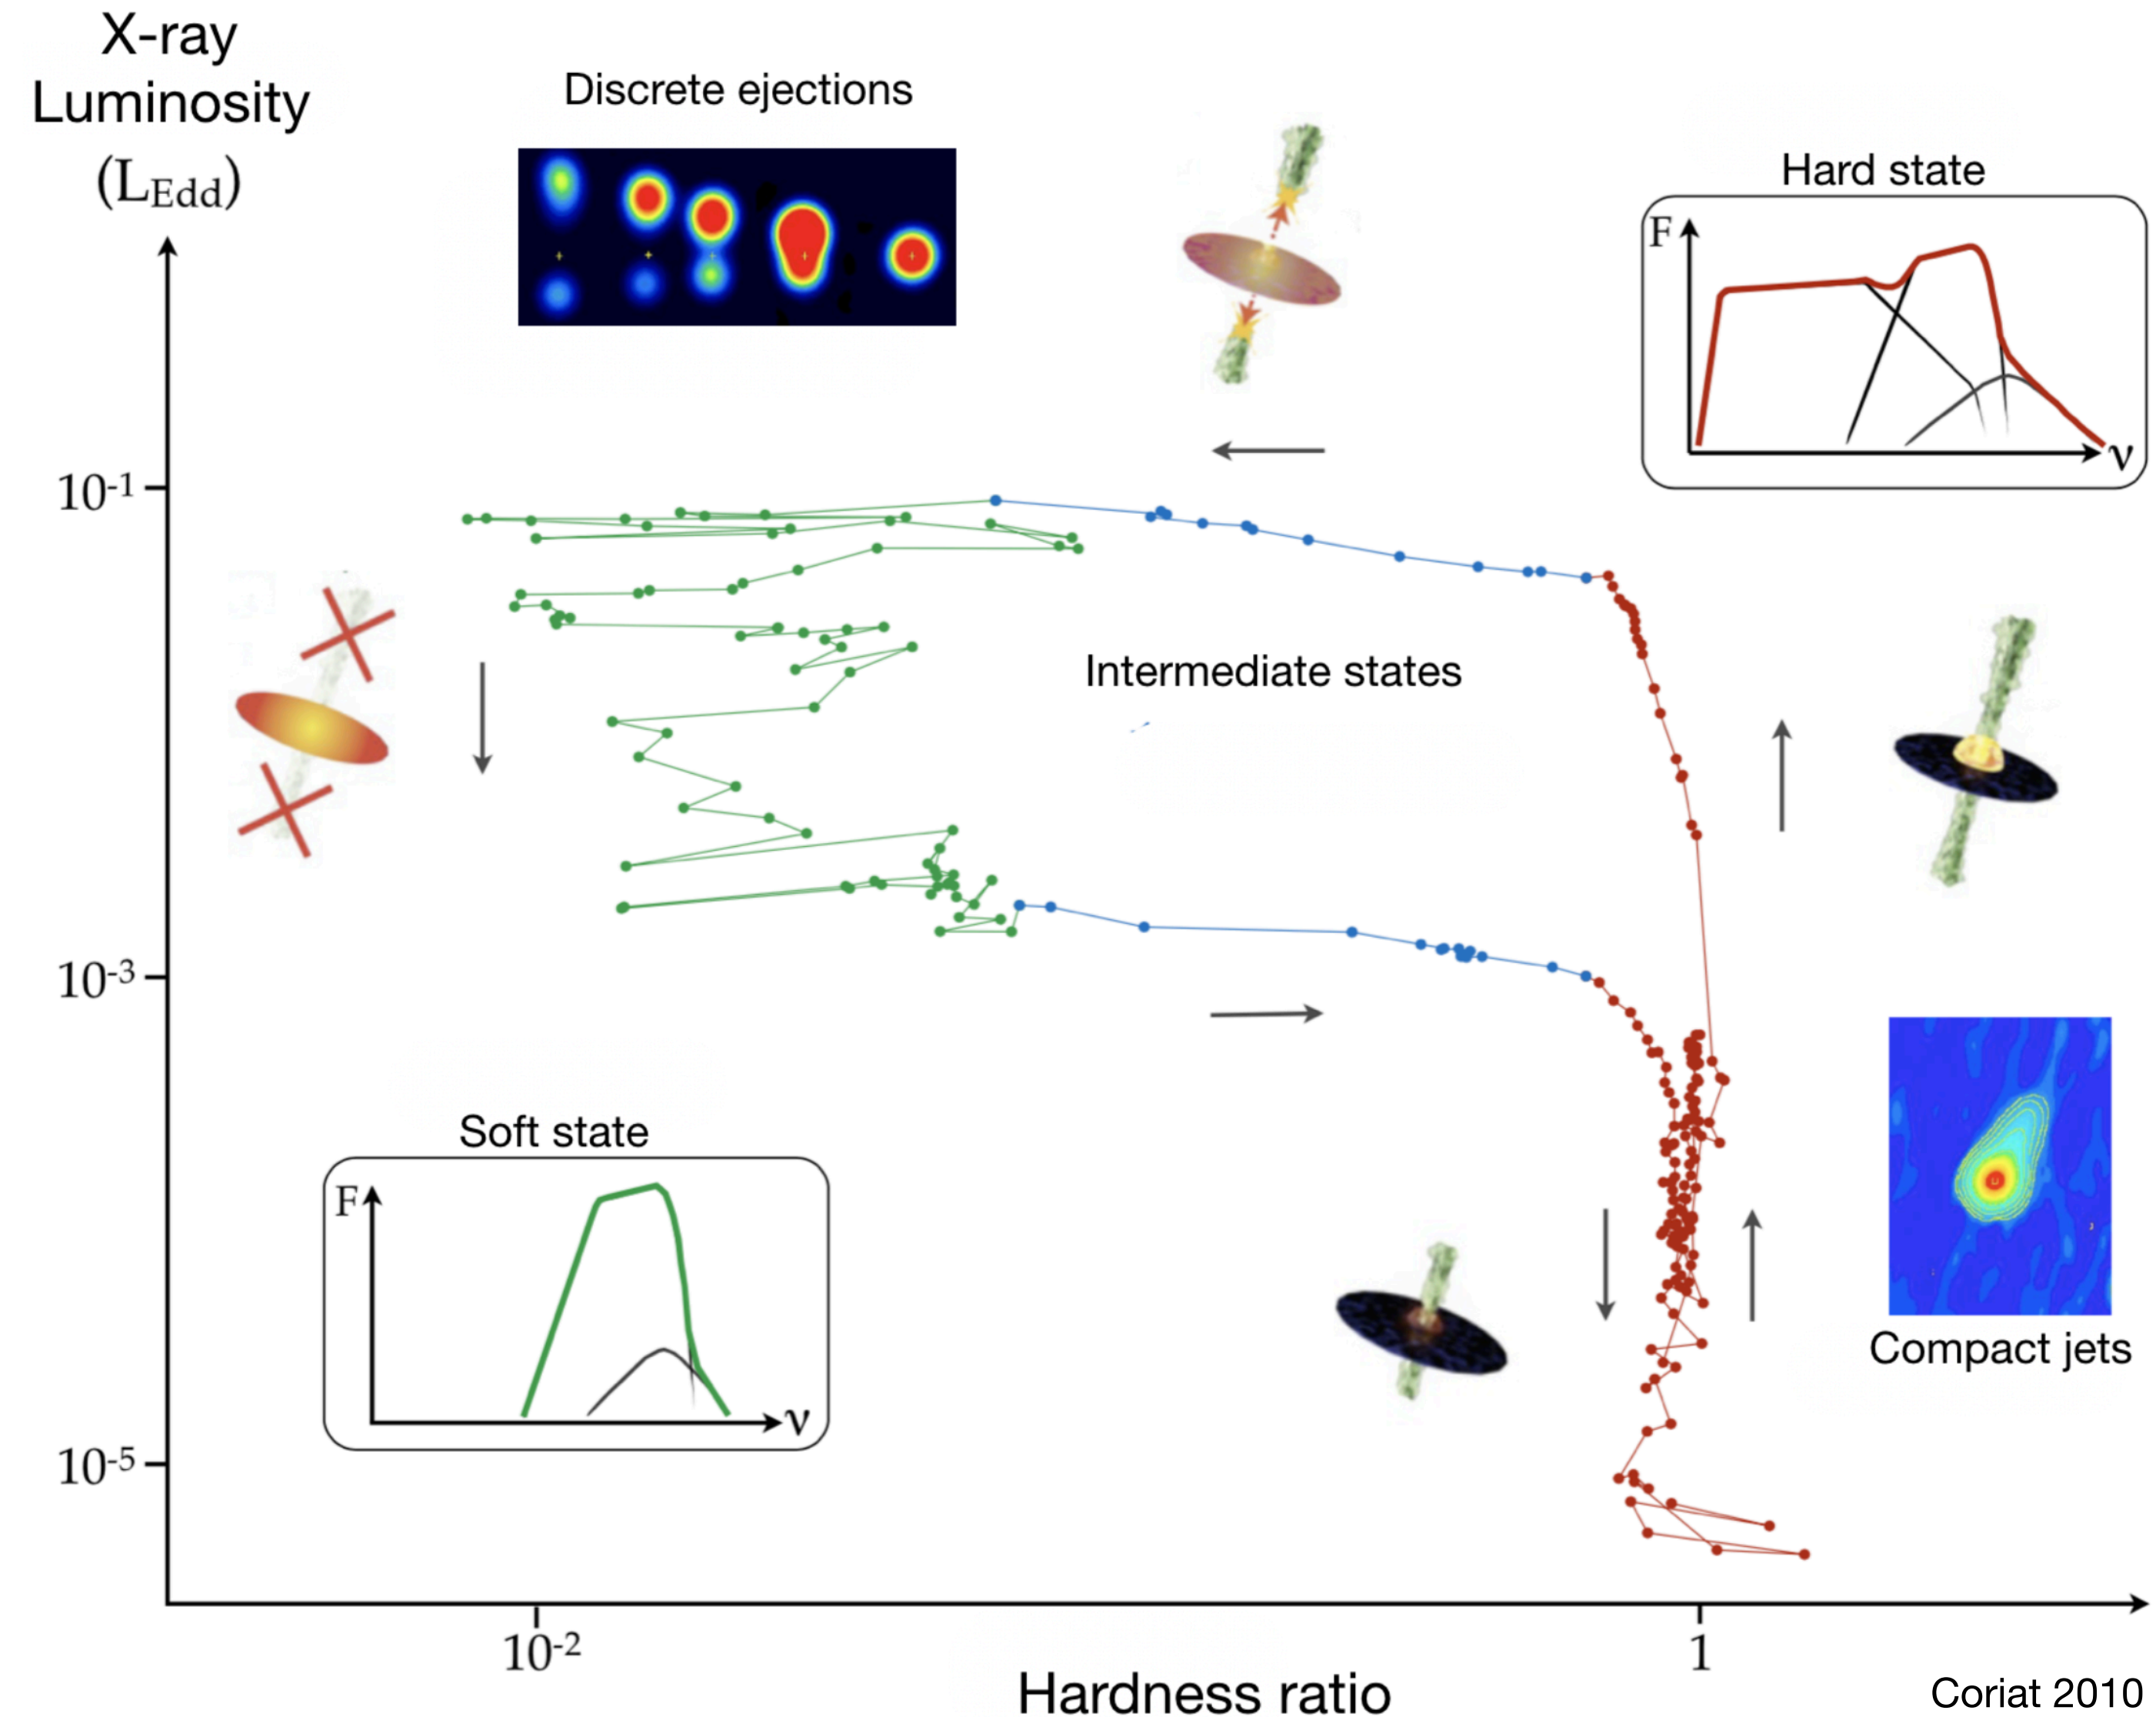 X-ray
Luminosity
(L_Edd)
Discrete ejections
Hard state
F
ν
10^-1
Intermediate states
10^-3
Soft state
F
ν
Compact jets
10^-5
10^-2
1
Hardness ratio
Coriat 2010